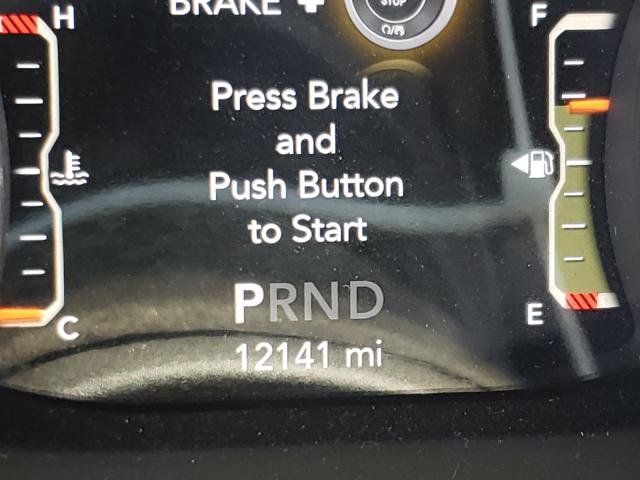 BRAKE +
STOP
H
F
Press Brake
and
Push Button
to Start
PRND
E
C
12141 mi